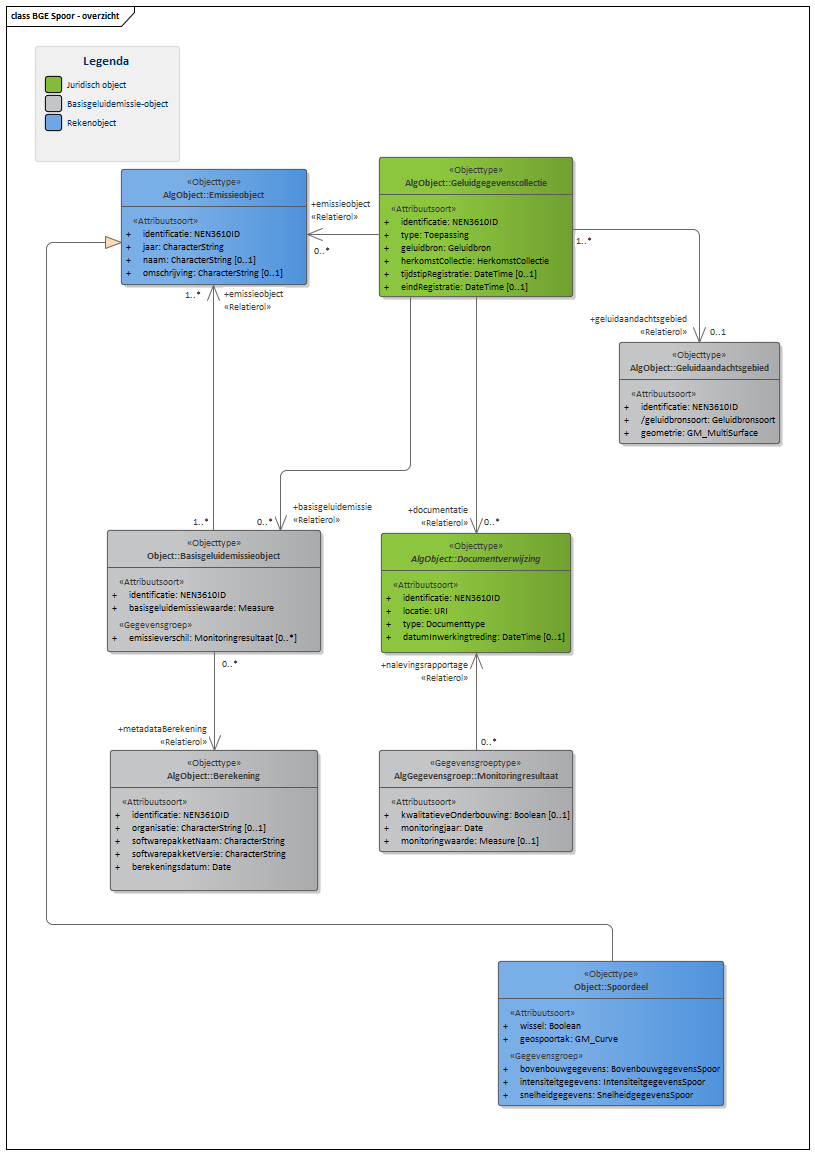 class BGE Spoor - overzicht
Legenda
Juridisch object
Basisgeluidemissie-object
Rekenobject
«Objecttype»
AlgObject::Emissieobject
«Attribuutsoort»
+ identificatie: NEN3610ID
+ jaar: CharacterString
+ naam: CharacterString [0..1]
+ omschrijving: CharacterString [0..1]
+emissieobject
«Relatierol»
0..*
«Objecttype»
AlgObject::Geluidgegevenscollectie
«Attribuutsoort»
+ identificatie: NEN3610ID
+ type: Toepassing
+ geluidbron: Geluidbron
+ herkomstCollectie: HerkomstCollectie
+ tijdstipRegistratie: DateTime [0..1]
+ eindRegistratie: DateTime [0..1]
1..*
1..*
+emissieobject
«Relatierol»
+geluidaandachtsgebied
«Relatierol»
0..1
«Objecttype»
AlgObject::Geluidaandachtsgebied
«Attribuutsoort»
+ identificatie: NEN3610ID
+ /geluidbronsoort: Geluidbronsoort
+ geometrie: GM_MultiSurface
1..*
0..*
+basisgeluidemissie
«Relatierol»
+documentatie
«Relatierol»
0..*
«Objecttype»
Object::Basisgeluidemissieobject
«Attribuutsoort»
+ identificatie: NEN3610ID
+ basisgeluidemissiewaarde: Measure
«Gegevensgroep»
+ emissieverschil: Monitoringresultaat [0..*]
«Objecttype»
AlgObject::Documentverwijzing
«Attribuutsoort»
+ identificatie: NEN3610ID
+ locatie: URI
+ type: Documenttype
+ datumInwerkingtreding: DateTime [0..1]
0..*
+nalevingsrapportage
«Relatierol»
+metadataBerekening
«Relatierol»
0..*
«Objecttype»
AlgObject::Berekening
«Attribuutsoort»
+ identificatie: NEN3610ID
+ organisatie: CharacterString [0..1]
+ softwarepakketNaam: CharacterString
+ softwarepakketVersie: CharacterString
+ berekeningsdatum: Date
«Gegevensgroeptype»
AlgGegevensgroep::Monitoringresultaat
«Attribuutsoort»
+ kwalitatieveOnderbouwing: Boolean [0..1]
+ monitoringjaar: Date
+ monitoringwaarde: Measure [0..1]
«Objecttype»
Object::Spoordeel
«Attribuutsoort»
+ wissel: Boolean
+ geospoortak: GM_Curve
«Gegevensgroep»
+ bovenbouwgegevens: BovenbouwgegevensSpoor
+ intensiteitgegevens: IntensiteitgegevensSpoor
+ snelheidgegevens: SnelheidgegevensSpoor